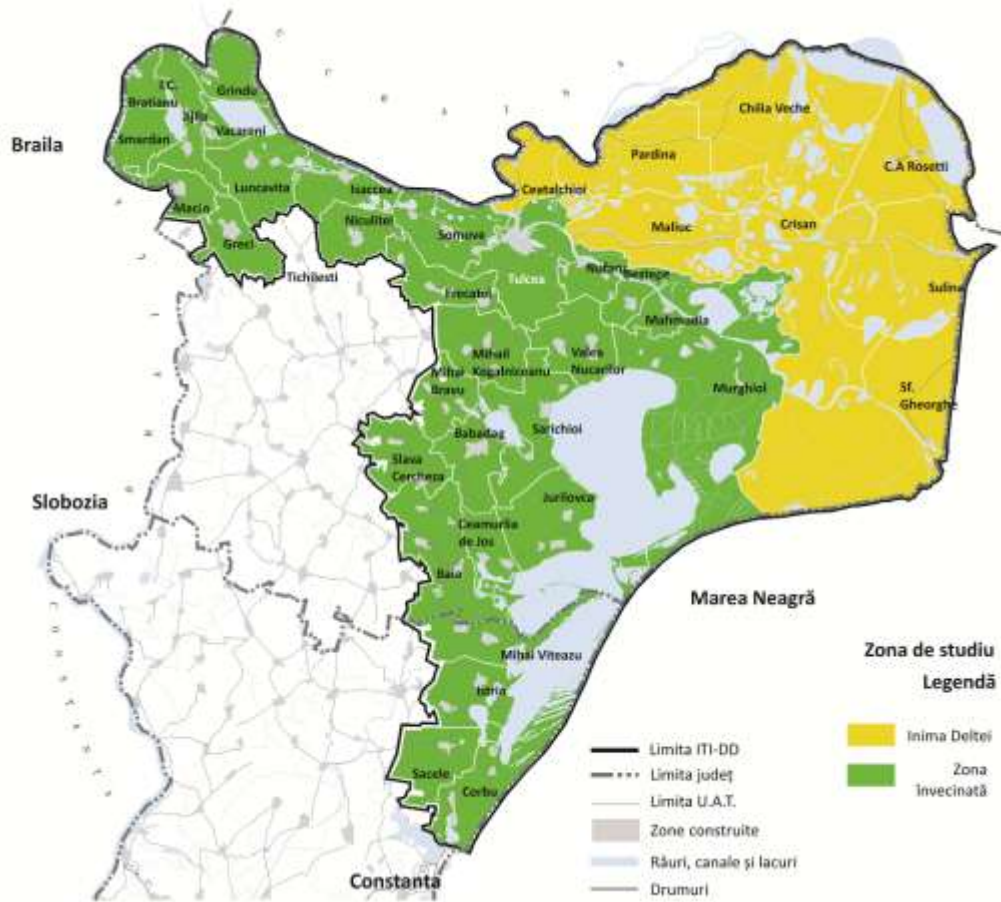 Grindu
I.C.
Bratianu
Jijila
Vacareni
Smardan
Braila
Luncavita
Isaccea
Macin
Niculitel
Greci
Somova
Tichilesti
Frecatei
Tulcea
Ceatalchioi
Pardina
Chilia Veche
C.A Rosetti
Maliuc
Crisan
Nufaru
Bestepe
Sulina
Mahmudia
Mihail
Kogalniceanu
Mihai
Bravu
Valea
Nucarilor
Murghiol
Sf.
Gheorghe
Babadag
Sarichioi
Slava
Cercheza
Slobozia
Jurilovca
Ceamurlia
de Jos
Baia
Marea Neagră
Mihai Viteazu
Istria
Sacele
Corbu
Constanta
CONSTANTA
Zona de studiu
Legendă
Inima Deltei
Zona
învecinată
Limita ITI-DD
Limita județ
Limita U.A.T.
Zone construite
Râuri, canale și lacuri
Drumuri